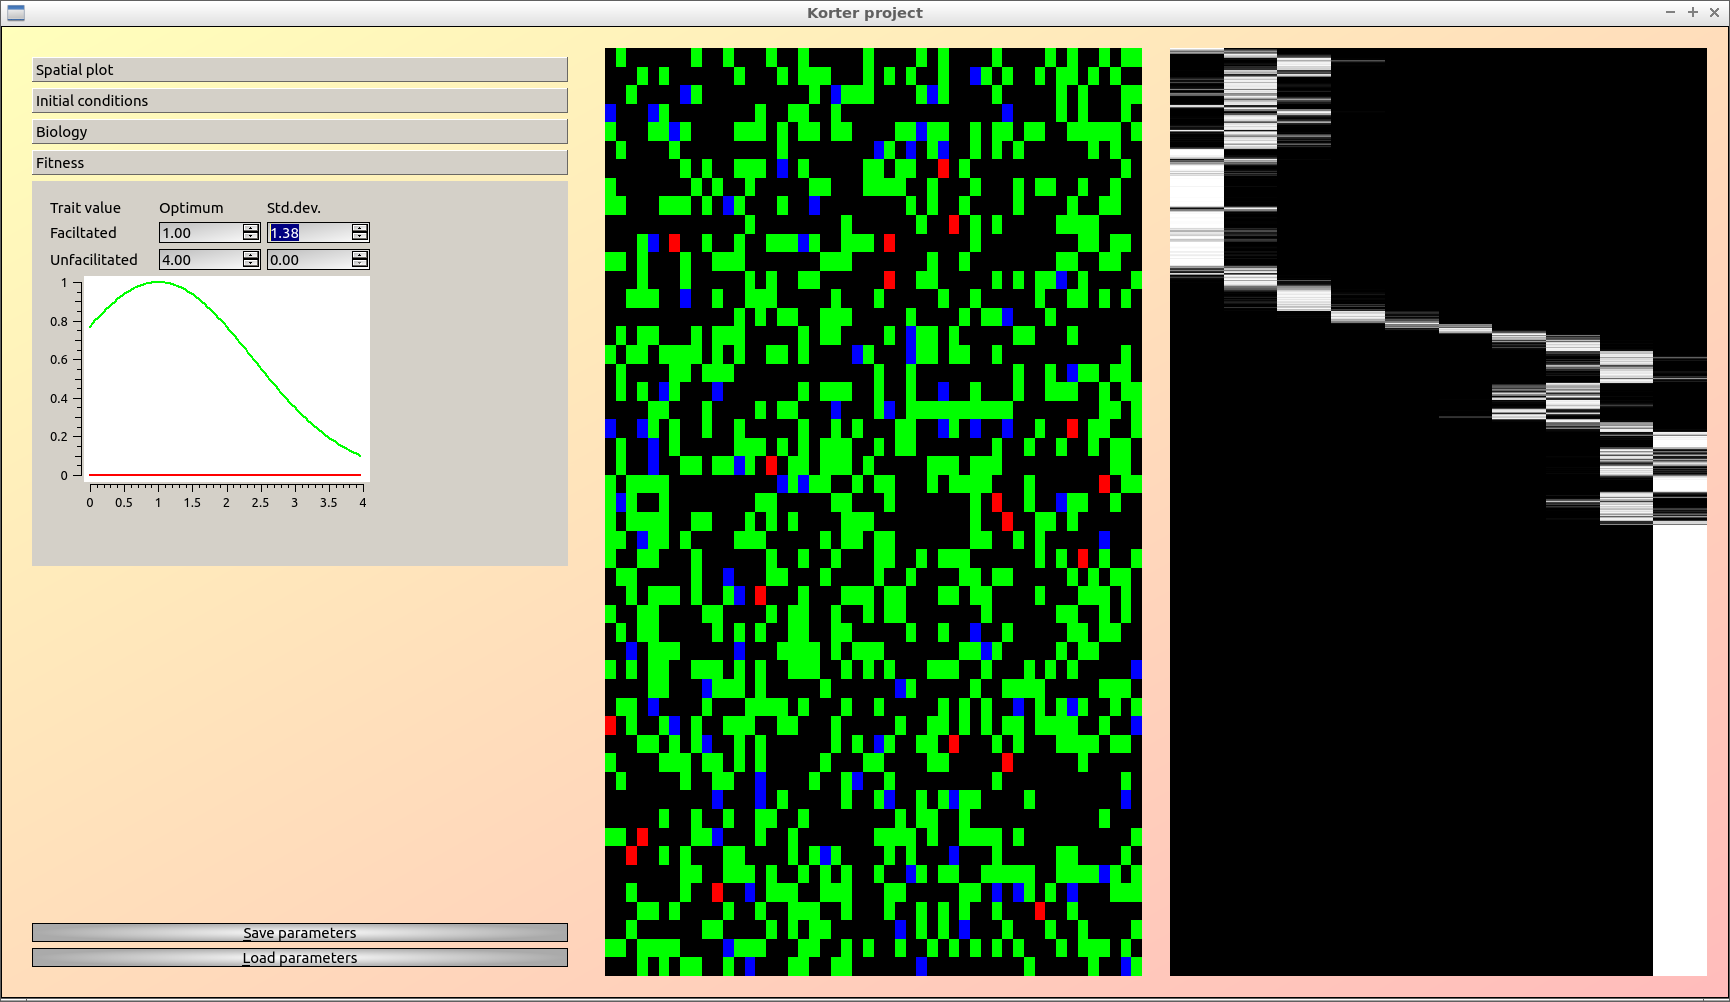 Korter project
Spatial plot
Initial conditions
Biology
Fitness
Trait value Optimum Std.dev.
Faciltated 1.00 1.38
Unfacilitated 4.00 0.00
1
0.8
0.6
0.4
0.2
0
0 0.5 1 1.5 2 2.5 3 3.5 4
Save parameters
Load parameters